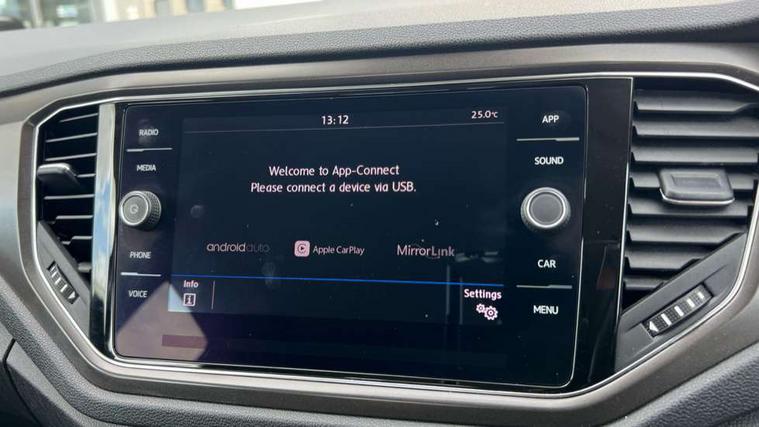 RADIO
MEDIA
PHONE
VOICE
13:12
25.0°C
Welcome to App-Connect
Please connect a device via USB.
androidauto
Apple CarPlay
MirrorLink
Info
Settings
APP
SOUND
CAR
MENU